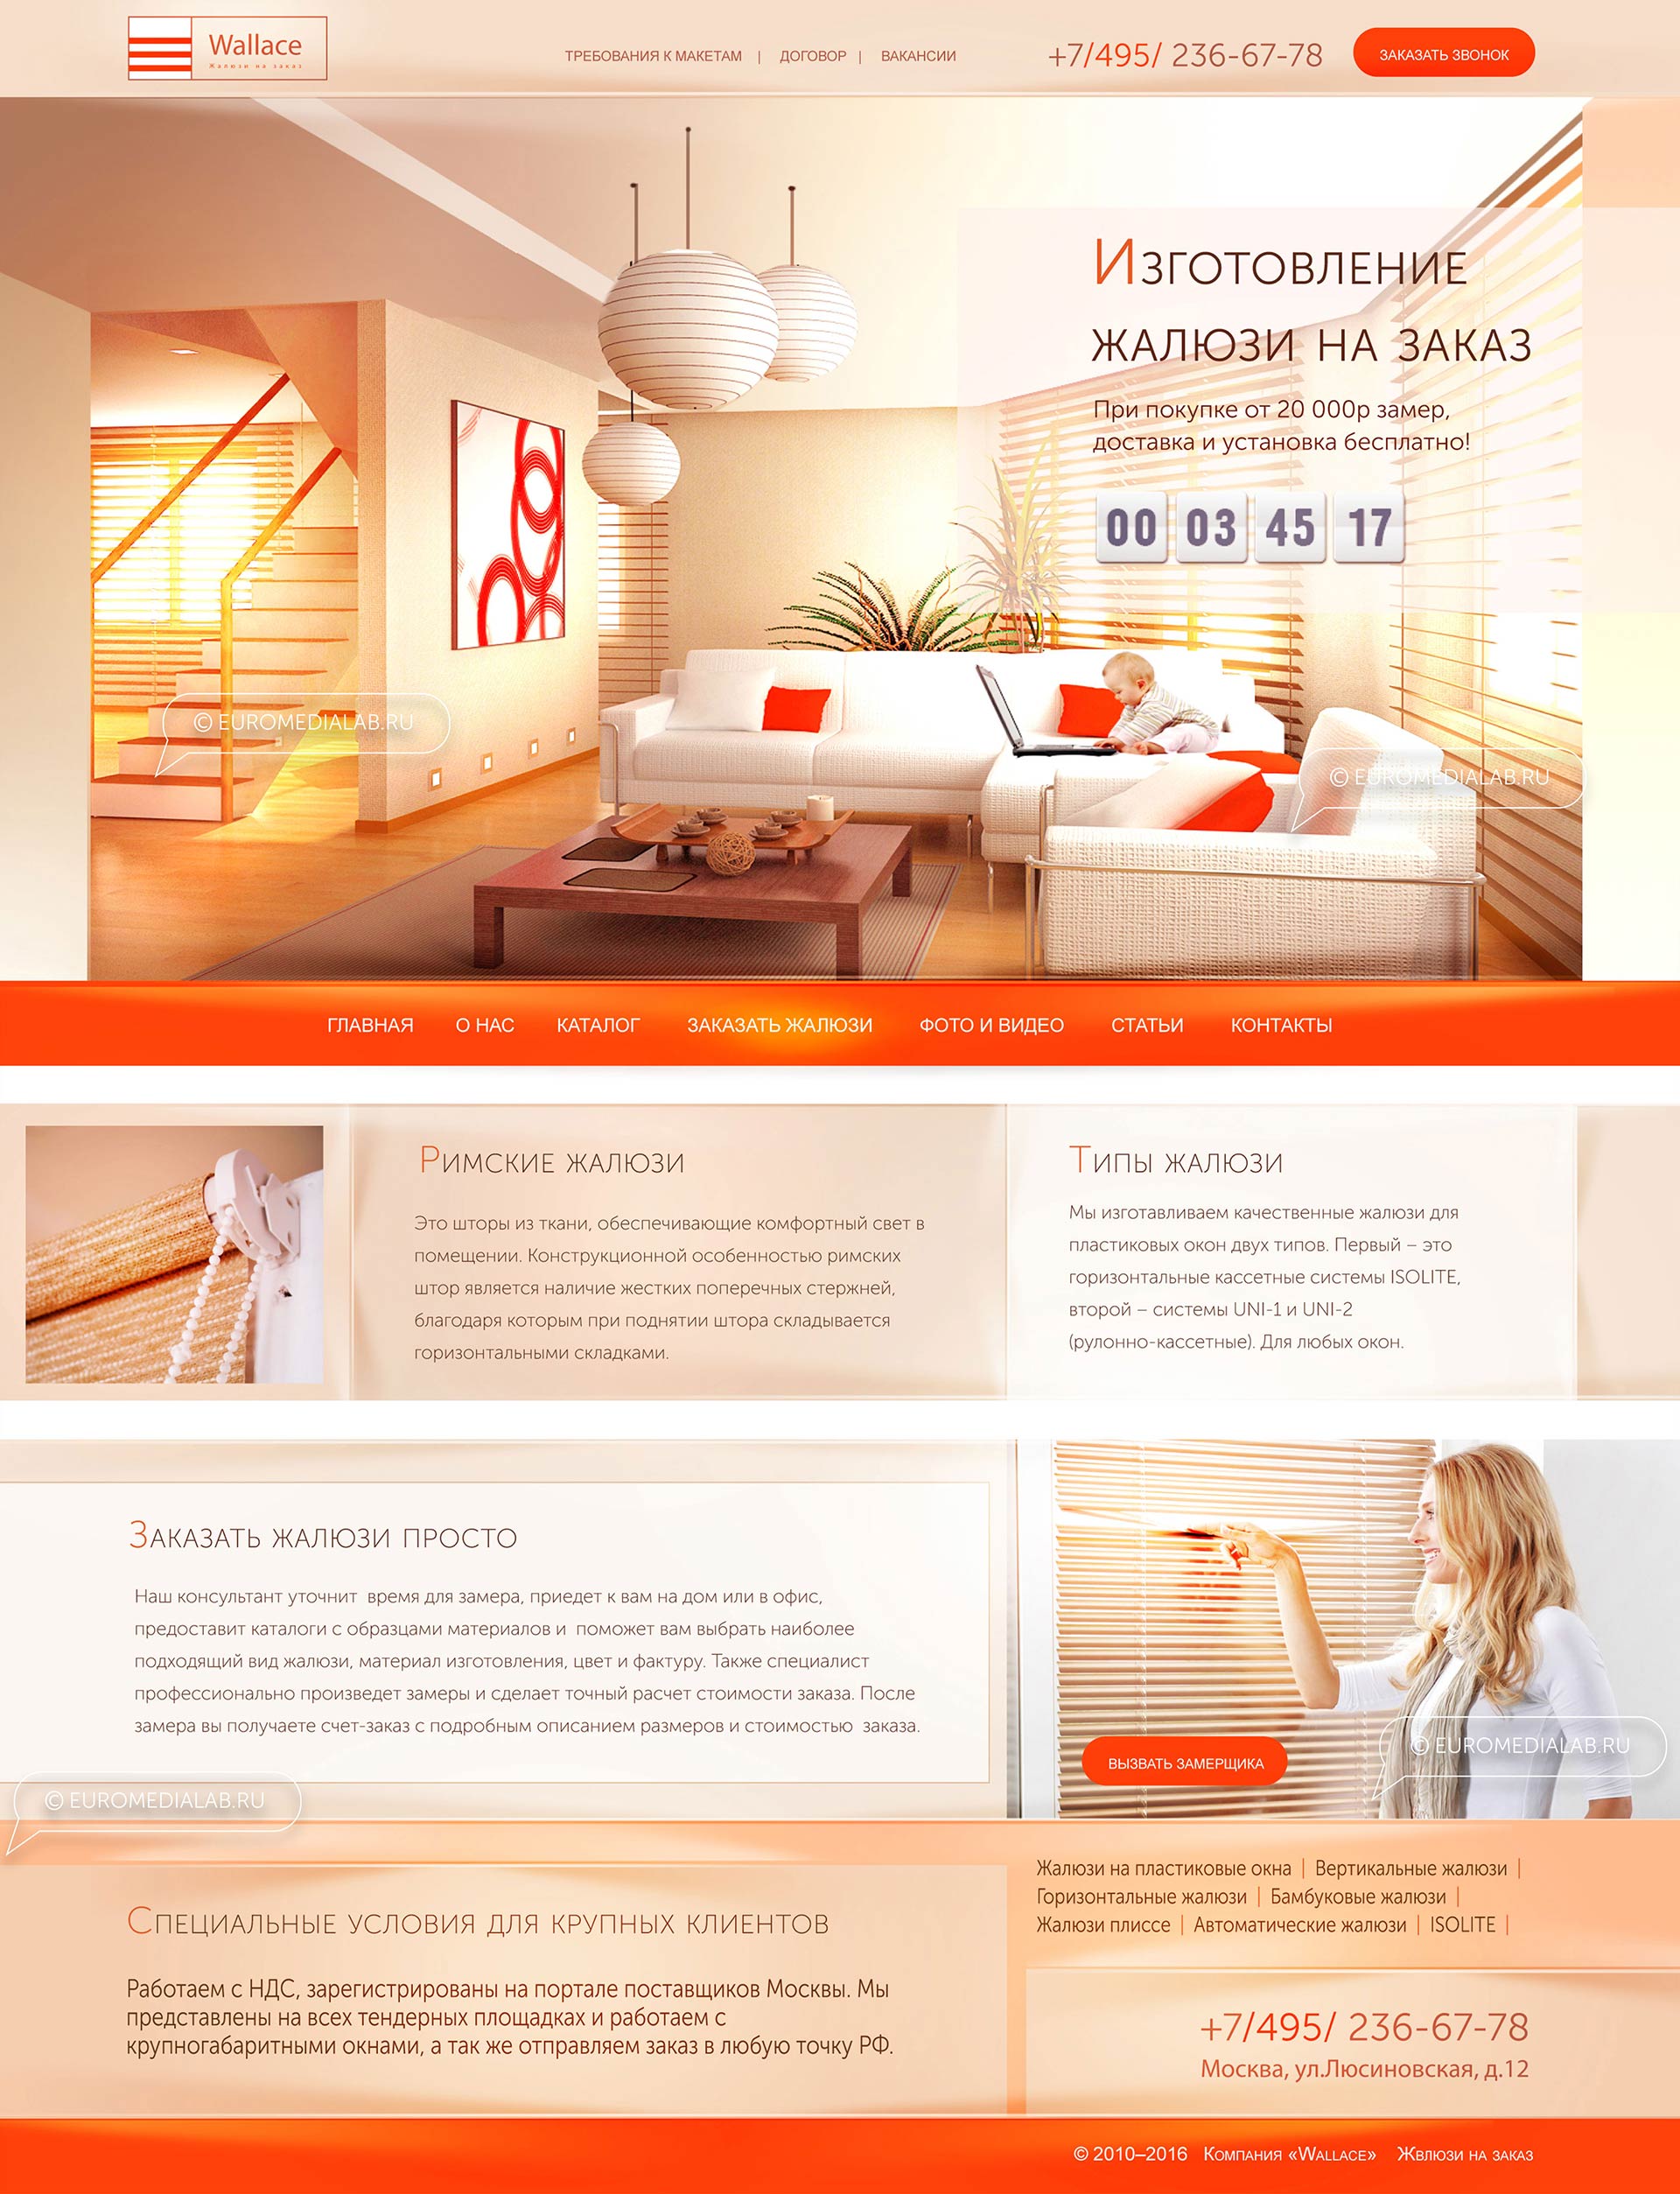 Wallace
Жалюзи на заказ
ТРЕБОВАНИЯ К МАКЕТАМ | ДОГОВОР | ВАКАНСИИ
+7/495/ 236-67-78
ЗАКАЗАТЬ ЗВОНОК
Изготовление
жалюзи на заказ
При покупке от 20 000р замер,
доставка и установка бесплатно!
00 03 45 17
© EUROMEDIALAB.RU
© EUROMEDIALAB.RU
ГЛАВНАЯ О НАС КАТАЛОГ ЗАКАЗАТЬ ЖАЛЮЗИ ФОТО И ВИДЕО СТАТЬИ КОНТАКТЫ
Римские жалюзи
Это шторы из ткани, обеспечивающие комфортный свет в
помещении. Конструкционной особенностью римских
штор является наличие жестких поперечных стержней,
благодаря которым при поднятии штора складывается
горизонтальными складками.
Типы жалюзи
Мы изготавливаем качественные жалюзи для
пластиковых окон двух типов. Первый – это
горизонтальные кассетные системы ISOLITE,
второй – системы UNI-1 и UNI-2
(рулонно-кассетные). Для любых окон.
Заказать жалюзи просто
Наш консультант уточнит  время для замера, приедет к вам на дом или в офис,
предоставит каталоги с образцами материалов и  поможет вам выбрать наиболее
подходящий вид жалюзи, материал изготовления, цвет и фактуру. Также специалист
профессионально произведет замеры и сделает точный расчет стоимости заказа. После
замера вы получаете счет-заказ с подробным описанием размеров и стоимостью  заказа.
ВЫЗВАТЬ ЗАМЕРЩИКА
© EUROMEDIALAB.RU
© EUROMEDIALAB.RU
Специальные условия для крупных клиентов
Работаем с НДС, зарегистрированы на портале поставщиков Москвы. Мы
представлены на всех тендерных площадках и работаем с
крупногабаритными окнами, а так же отправляем заказ в любую точку РФ.
Жалюзи на пластиковые окна | Вертикальные жалюзи |
Горизонтальные жалюзи | Бамбуковые жалюзи |
Жалюзи плиссе | Автоматические жалюзи | ISOLITE |
+7/495/ 236-67-78
Москва, ул.Люсиновская, д.12
© 2010–2016 Компания «Wallace» Жвлюзи на заказ